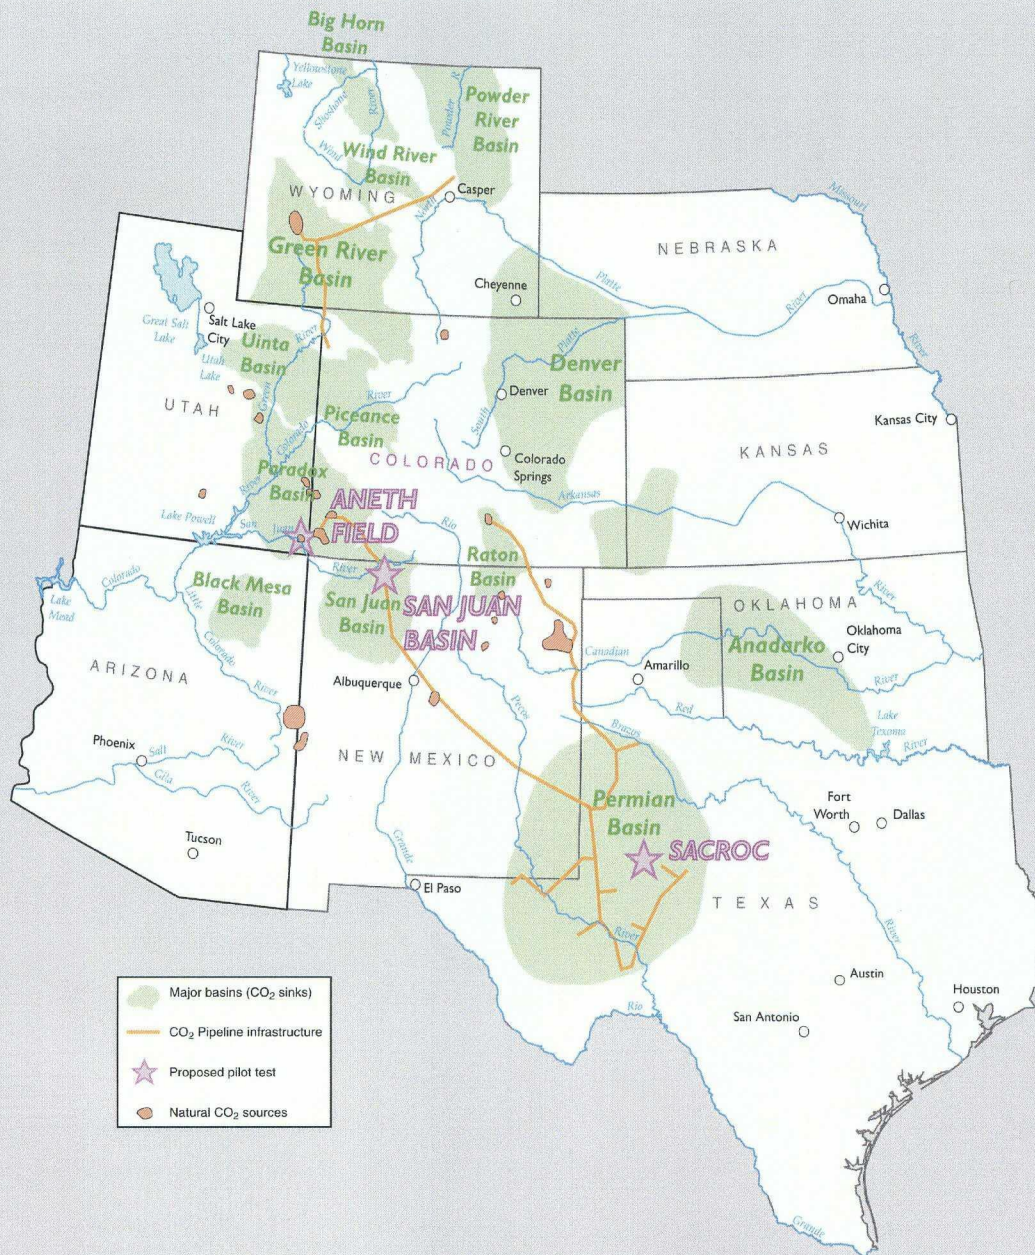 Big Horn
Basin
Yellowstone
Lake
Shoshone
River
Powder
R
Powder
River
Basin
Wind
Wind River
Basin
WYOMING
Casper
North
Green River
Basin
NEBRASKA
Missouri
Cheyenne
Platte
River
Omaha
River
Great Salt
Lake
Salt Lake
City
River
Utah
Lake
Uinta
Basin
Green
UTAH
Platte
Denver
Basin
Denver
South
River
Piceance
Basin
Colorado
COLORADO
Colorado
Springs
Kansas City
KANSAS
Paradox
Basin
River
Arkansas
Wichita
River
ANETH
FIELD
Lake Powell
San
Juan
Rio
River
Raton
Basin
Colorado
Lake
Mead
Black Mesa
Basin
Little
Colorado
River
San Juan
Basin
SAN JUAN
BASIN
OKLAHOMA
Anadarko
Basin
Oklahoma
City
Canadian
River
Amarillo
Red
Lake
Texoma
River
ARIZONA
Albuquerque
Pecos
Brazos
Phoenix
Salt
River
Gila
River
NEW MEXICO
Permian
Basin
SACROC
Fort
Worth
Dallas
Tucson
Grande
El Paso
TEXAS
River
River
Austin
Houston
San Antonio
Rio
Grande
Major basins (CO₂ sinks)
CO₂ Pipeline infrastructure
Proposed pilot test
Natural CO₂ sources